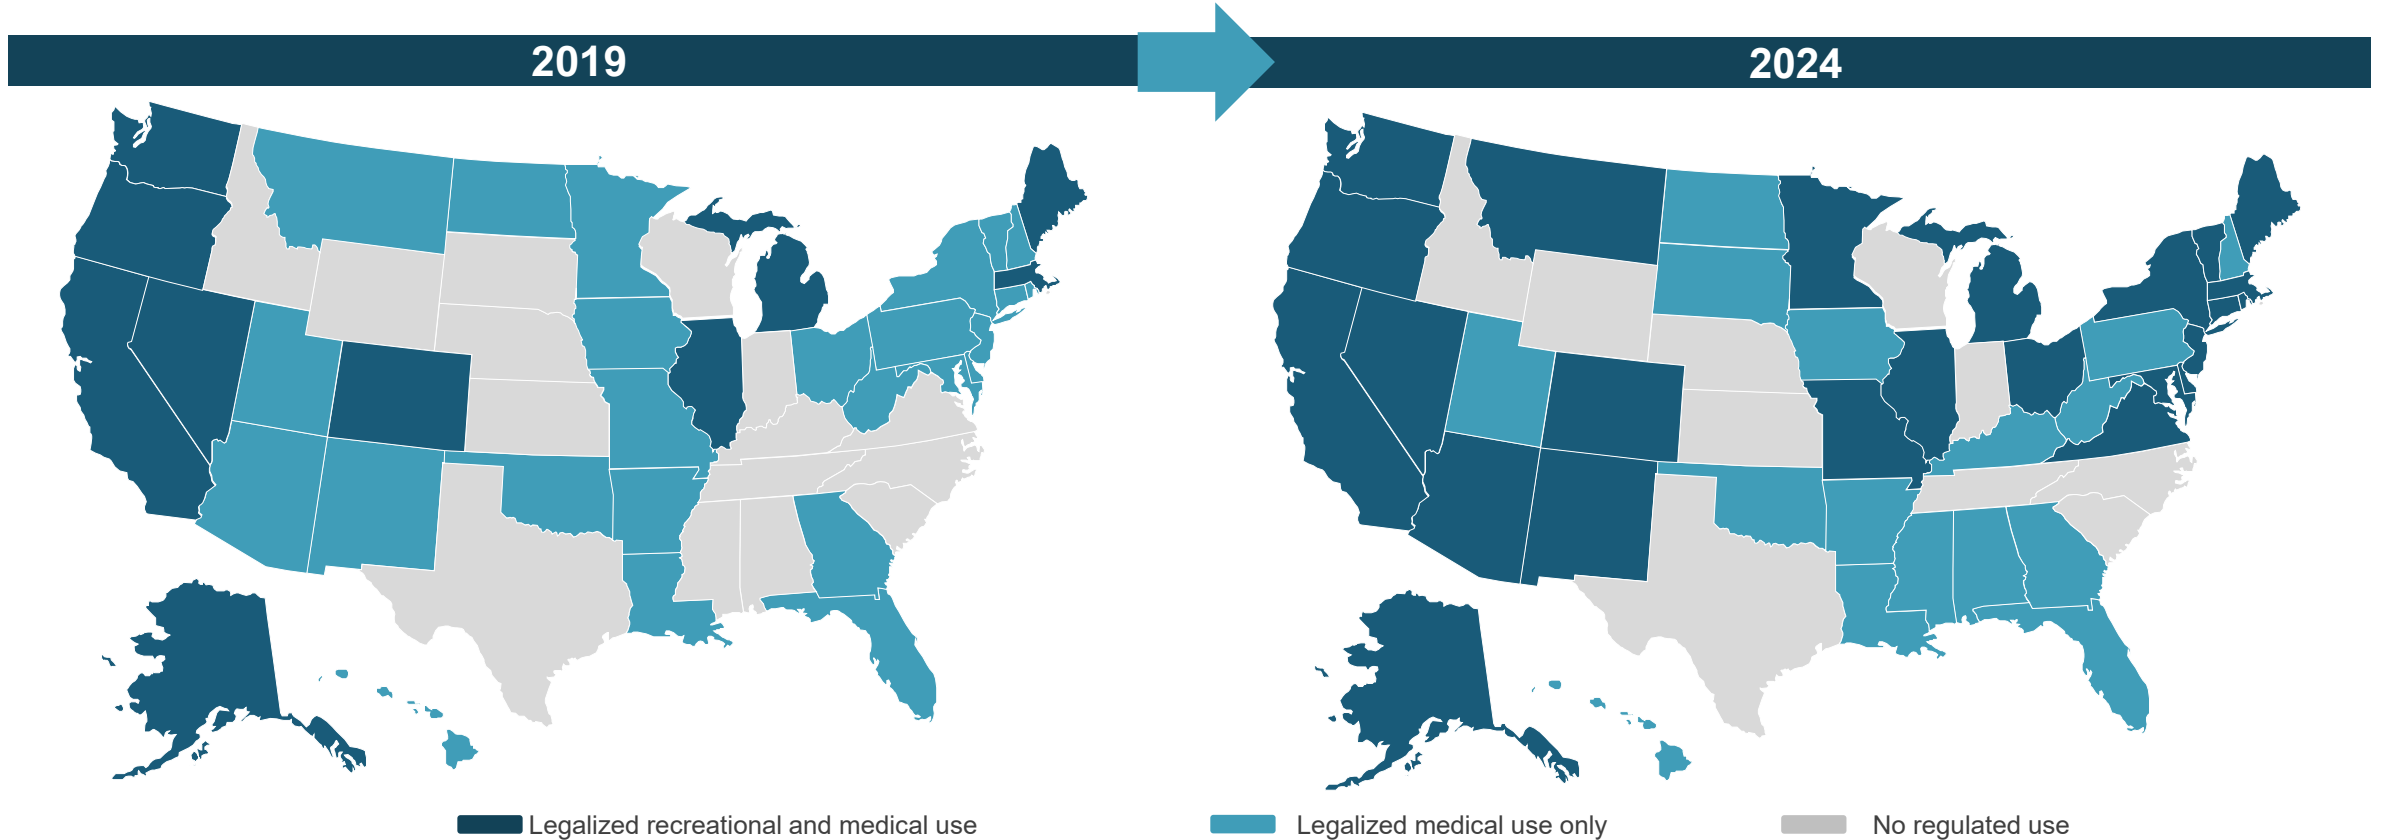 2019
2024
Legalized recreational and medical use
Legalized medical use only
No regulated use